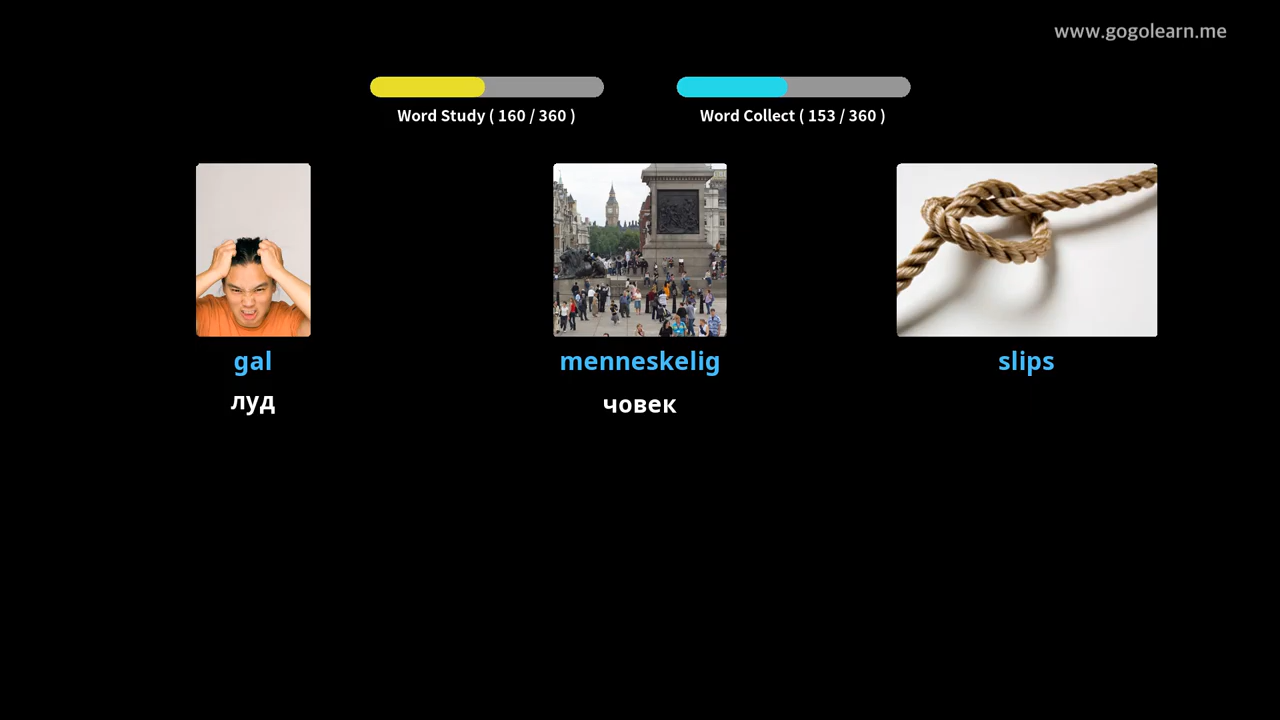 www.gogolearn.me
Word Study ( 160 / 360 )
Word Collect ( 153 / 360 )
gal
menneskelig
slips
луд
човек